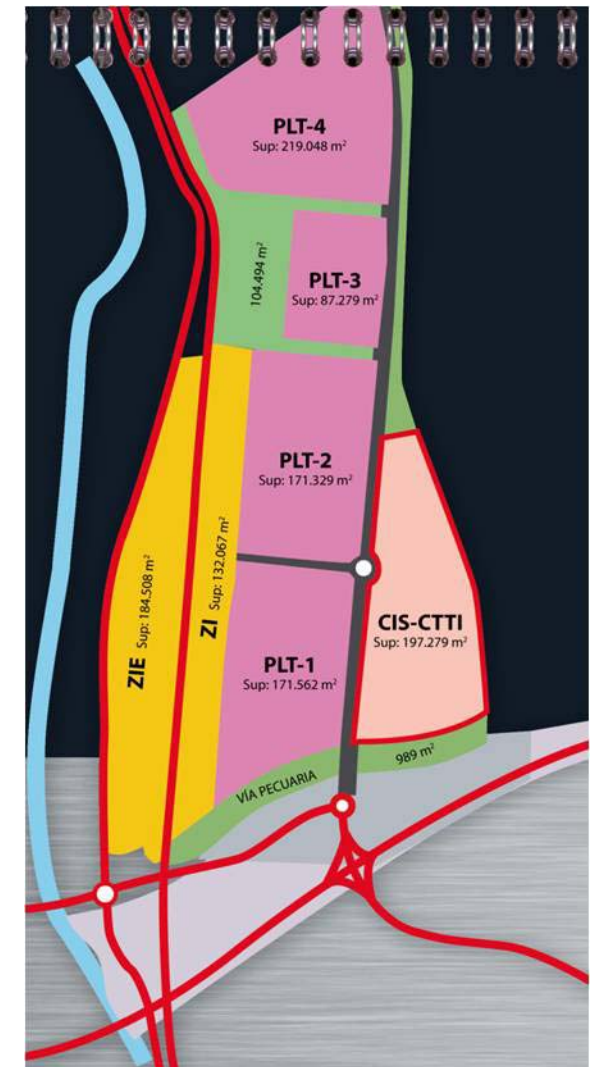 PLT-4
Sup: 219.048 m²
104.494 m²
PLT-3
Sup: 87.279 m²
PLT-2
Sup: 171.329 m²
ZIE Sup: 184.508 m²
ZI Sup: 132.067 m²
PLT-1
Sup: 171.562 m²
CIS-CTTI
Sup: 197.279 m²
VÍA PECUARIA
989 m²